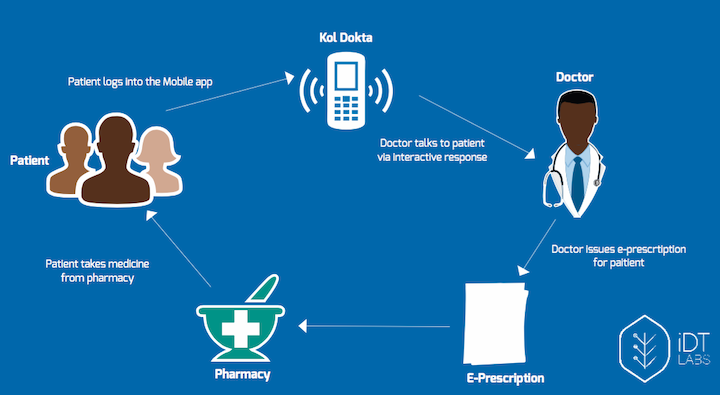 Kol Dokta
Patient logs into the Mobile app
Doctor
Doctor talks to patient
via interactive response
Patient
Doctor issues e-prescrtiption
for paitient
Patient takes medicine
from pharmacy
Pharmacy
E-Prescription
iDT
LABS